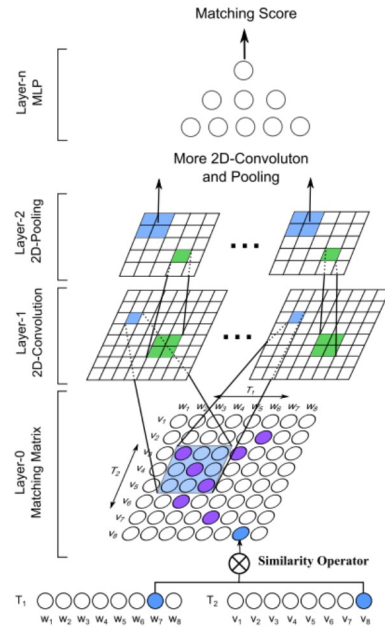 Matching Score
Layer-n
MLP
More 2D-Convoluton
and Pooling
Layer-2
2D-Pooling
...
...
Layer-1
2D-Convolution
...
...
Layer-0
Matching Matrix
T₁
w₁ w₂ w₃ w₄ w₅ w₆ w₇ w₈
T₂
v₁
v₂
v₃
v₄
v₅
v₆
v₇
v₈
Similarity Operator
T₁
w₁ w₂ w₃ w₄ w₅ w₆ w₇ w₈
T₂
v₁ v₂ v₃ v₄ v₅ v₆ v₇ v₈